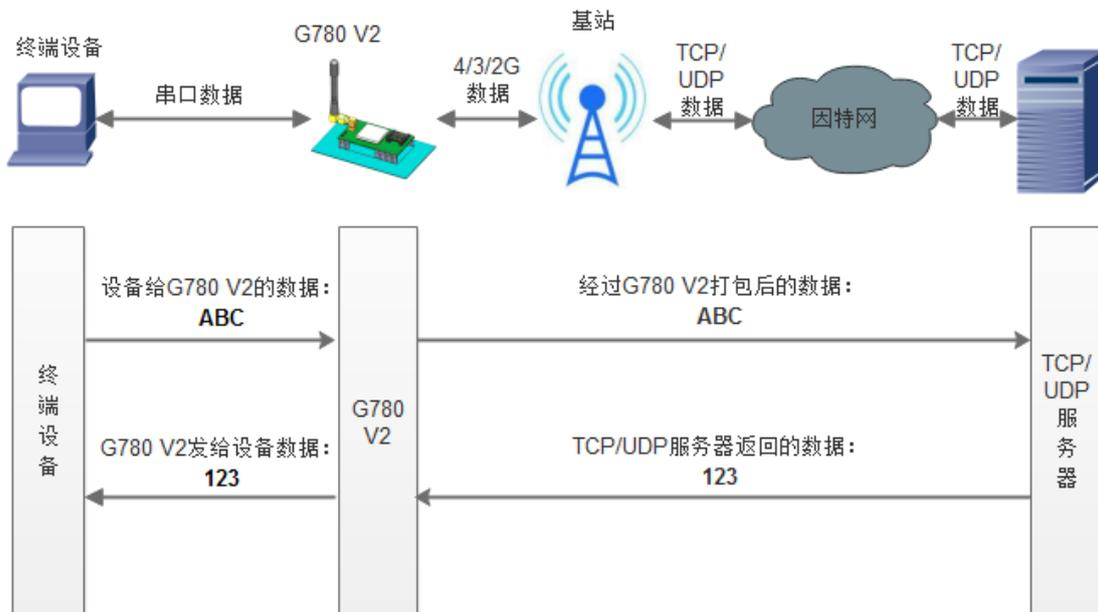 终端设备
G780 V2
基站
串口数据
4/3/2G
数据
TCP/
UDP
数据
因特网
TCP/
UDP
数据
设备给G780 V2的数据：
ABC
经过G780 V2打包后的数据：
ABC
终
端
设
备
G780
V2
TCP/
UDP
服
务
器
G780 V2发给设备数据：
123
TCP/UDP服务器返回的数据：
123